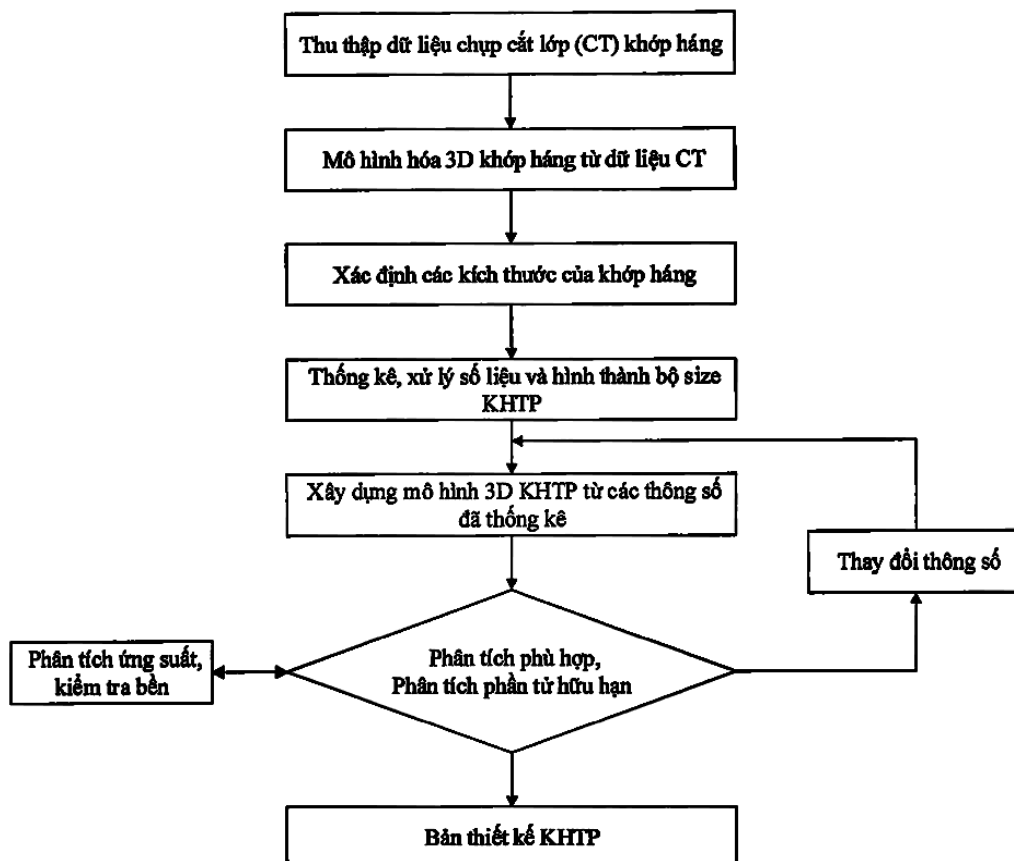 Thu thập dữ liệu chụp cắt lớp (CT) khớp háng
Mô hình hóa 3D khớp háng từ dữ liệu CT
Xác định các kích thước của khớp háng
Thống kê, xử lý số liệu và hình thành bộ size
KHTP
Xây dựng mô hình 3D KHTP từ các thông số
đã thống kê
Thay đổi thông số
Phân tích ứng suất,
kiểm tra bền
Phân tích phù hợp,
Phân tích phần tử hữu hạn
Bản thiết kế KHTP